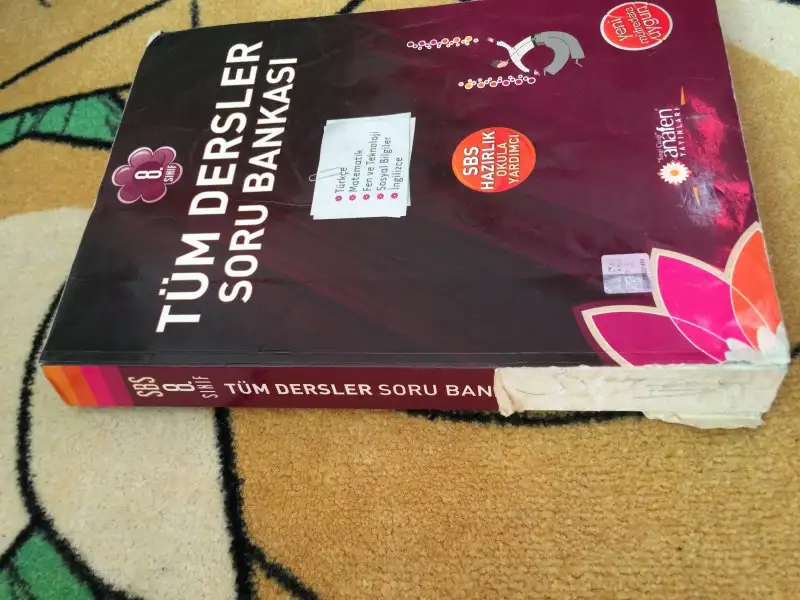 8.
SINIF
TÜM DERSLER
SORU BANKASI
Türkçe
Matematik
Fen ve Teknoloji
Sosyal Bilgiler
İngilizce
SBS
HAZIRLIK
OKULA
YARDIMCI
yeni
müfredata
uygun
anafen
YAYINLARI
SBS
8.
SINIF
TÜM DERSLER SORU BAN